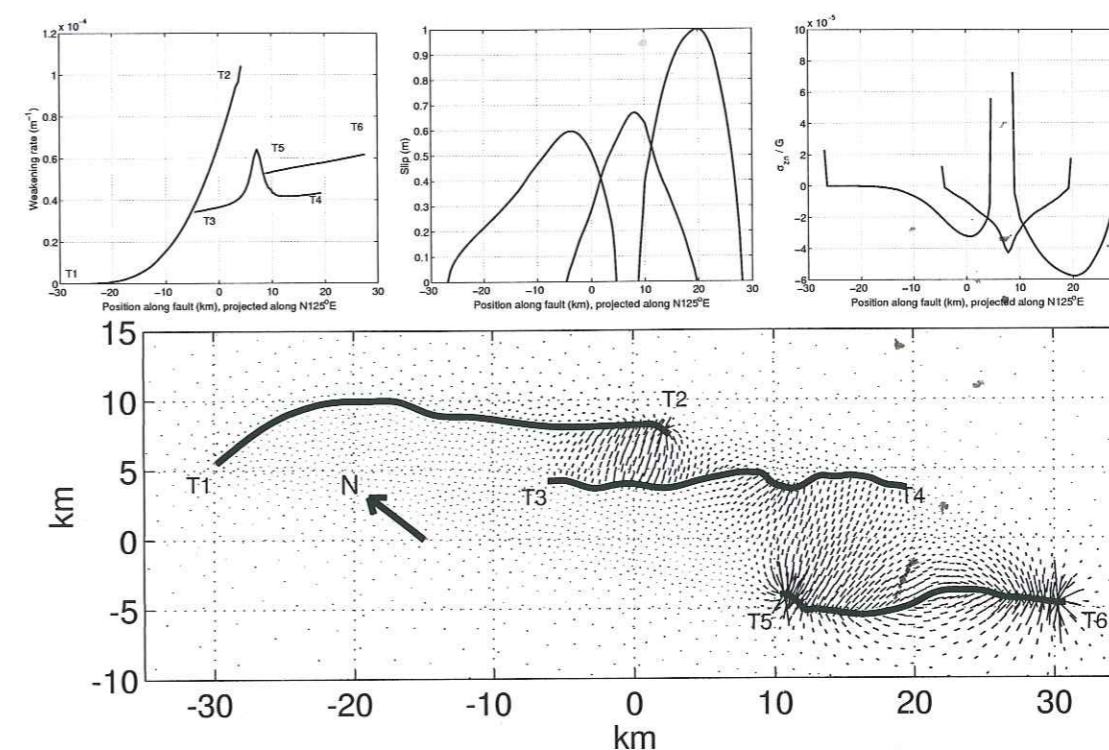 x 10⁻⁴
1.2
1
0.8
0.6
0.4
0.2
0
Weakening rate (m⁻¹)
T1
T2
T3
T4
T5
T6
−30 −20 −10 0 10 20 30
Position along fault (km), projected along N125°E
1
0.9
0.8
0.7
0.6
0.5
0.4
0.3
0.2
0.1
0
Slip (m)
−30 −20 −10 0 10 20 30
Position along fault (km), projected along N125°E
x 10⁻⁵
10
8
6
4
2
0
−2
−4
−6
σzn / G
−30 −20 −10 0 10 20
Position along fault (km), projected along N125°E
15
10
5
0
-5
-10
km
T1
T2
T3
T4
T5
T6
N
-30 -20 -10 0 10 20 30
km